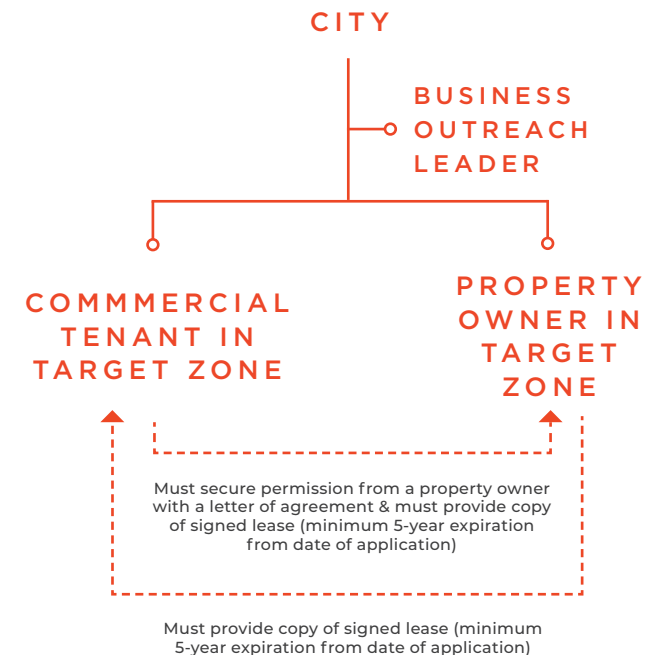 CITY
BUSINESS
OUTREACH
LEADER
COMMMERCIAL
TENANT IN
TARGET ZONE
PROPERTY
OWNER IN
TARGET
ZONE
Must secure permission from a property owner
with a letter of agreement & must provide copy
of signed lease (minimum 5-year expiration
from date of application)
Must provide copy of signed lease (minimum
5-year expiration from date of application)